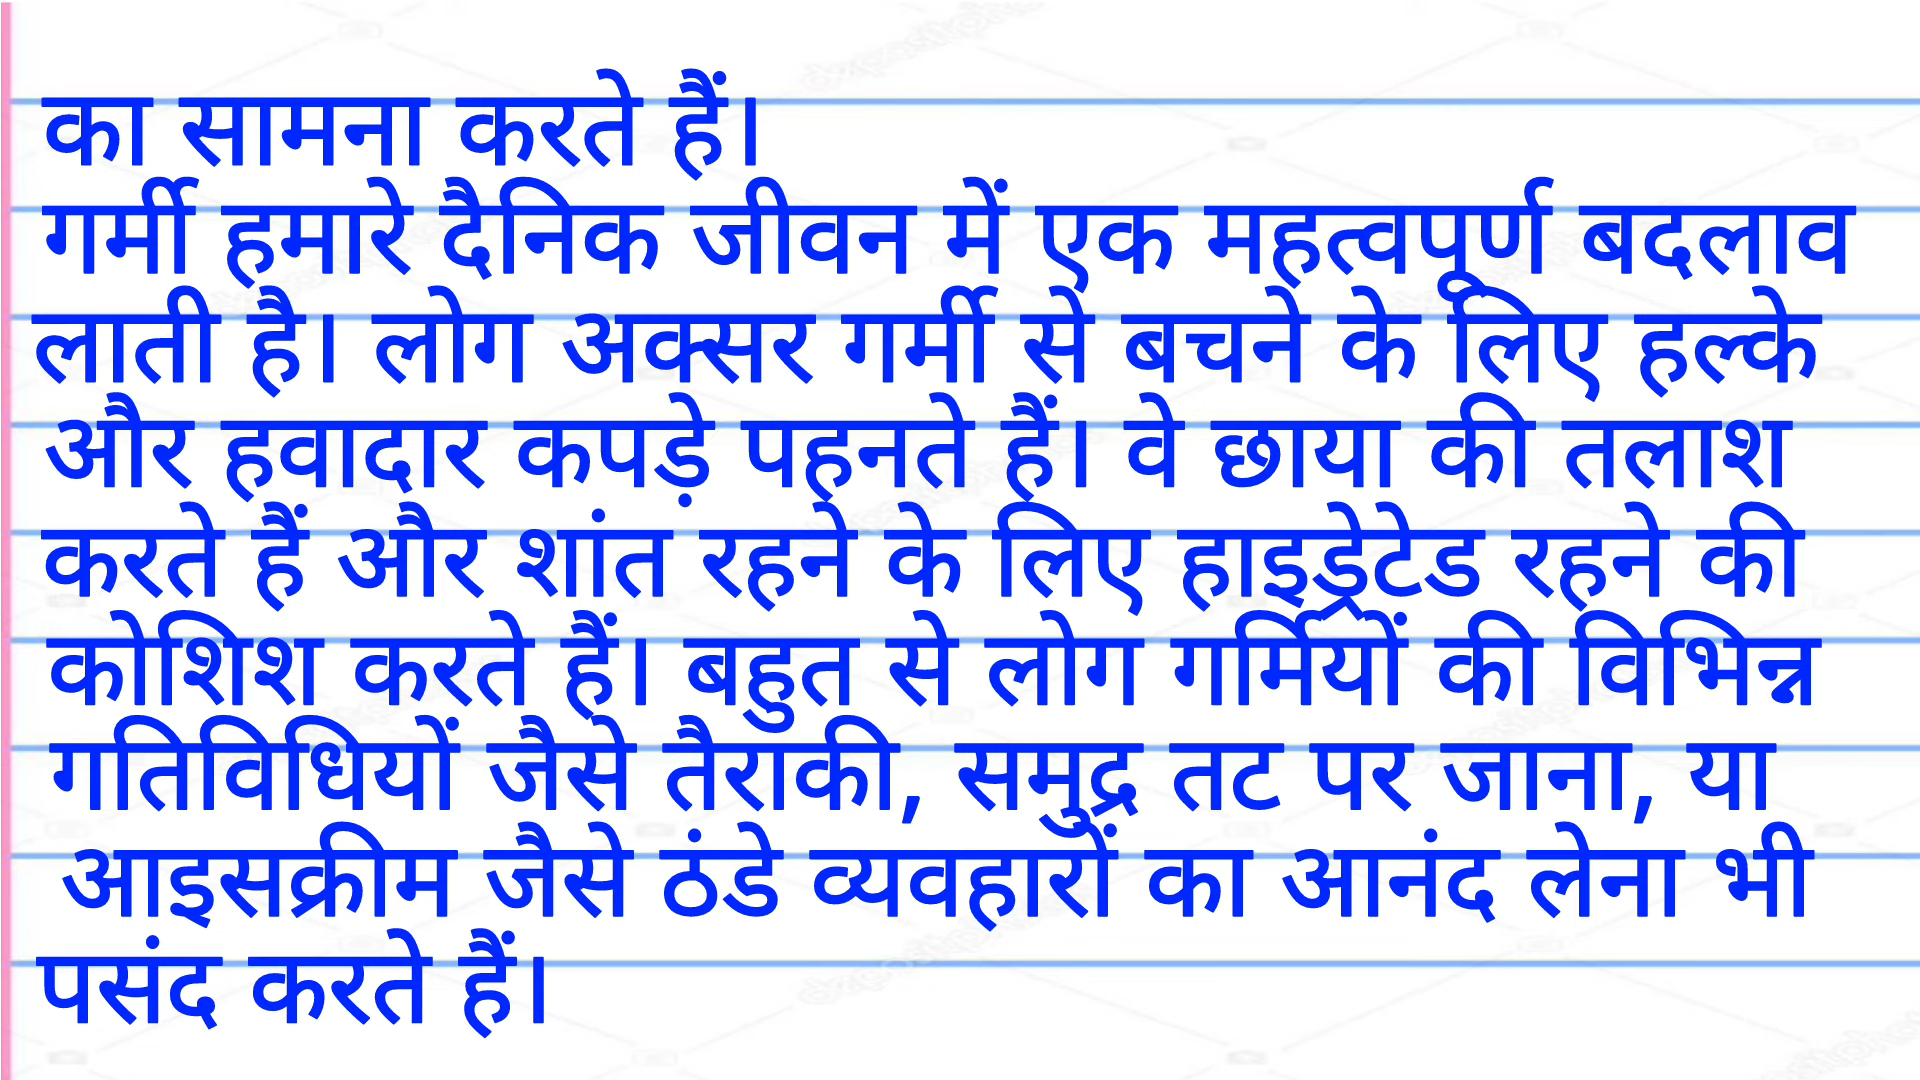 का सामना करते हैं।
गर्मी हमारे दैनिक जीवन में एक महत्वपूर्ण बदलाव
लाती है। लोग अक्सर गर्मी से बचने के लिए हल्के
और हवादार कपड़े पहनते हैं। वे छाया की तलाश
करते हैं और शांत रहने के लिए हाइड्रेटेड रहने की
कोशिश करते हैं। बहुत से लोग गर्मियों की विभिन्न
गतिविधियों जैसे तैराकी, समुद्र तट पर जाना, या
आइसक्रीम जैसे ठंडे व्यवहारों का आनंद लेना भी
पसंद करते हैं।